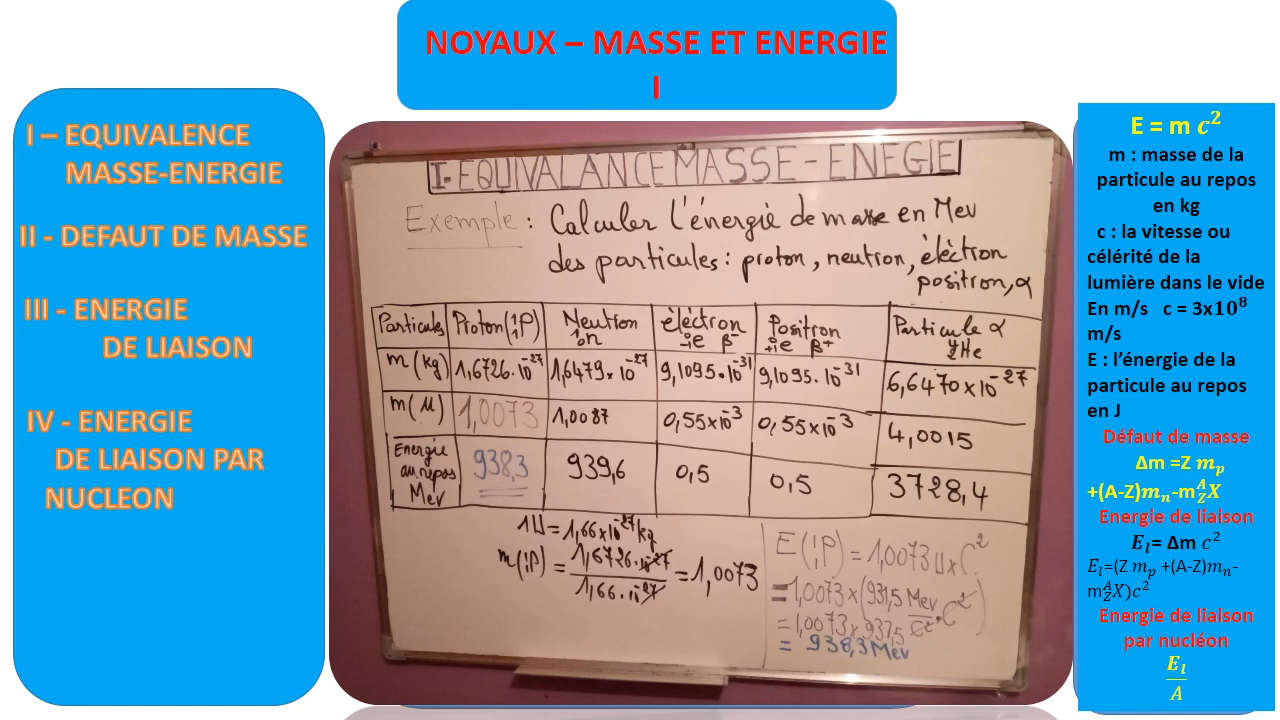 NOYAUX – MASSE ET ENERGIE
I
I – EQUIVALENCE
MASSE-ENERGIE
II - DEFAUT DE MASSE
III - ENERGIE
DE LIAISON
IV - ENERGIE
DE LIAISON PAR
NUCLEON
I- EQUIVALANCE MASSE - ENEGIE
Exemple : Calculer l'énergie de masse en Mev
des particules : proton, neutron, èlèctron
positron, α
Particules Proton(¹₁P) Neutron ¹₀n èlèctron ⁰₋₁e β⁻ Positron ⁰₊₁e β⁺ Particule α ⁴₂He
m(kg) 1,6726.10⁻²⁷ 1,6479×10⁻²⁷ 9,1095.10⁻³¹ 9,1095.10⁻³¹ 6,6470×10⁻²⁷
m(μ) 1,0073 1,0087 0,55×10⁻³ 0,55×10⁻³ 4,0015
Energie au repos Mev 938,3 939,6 0,5 0,5 3728,4
1U = 1,66×10⁻²⁷kg
m(¹₁P) = 1,6726.10⁻²⁷ / 1,66.10⁻²⁷ = 1,0073
E(¹₁P) = 1,0073 U × C²
= 1,0073 × (931,5 Mev/C² • C²)
= 1,0073 × 931,5
= 938,3 Mev
E = m c²
m : masse de la
particule au repos
en kg
c : la vitesse ou
célérité de la
lumière dans le vide
En m/s c = 3x10⁸
m/s
E : l’énergie de la
particule au repos
en J
Défaut de masse
Δm =Z mₚ
+(A-Z)mₙ-m ᴬ_Z X
Energie de liaison
Eₗ= Δm c²
Eₗ=(Z mₚ +(A-Z)mₙ-
m ᴬ_Z X)c²
Energie de liaison
par nucléon
Eₗ
A